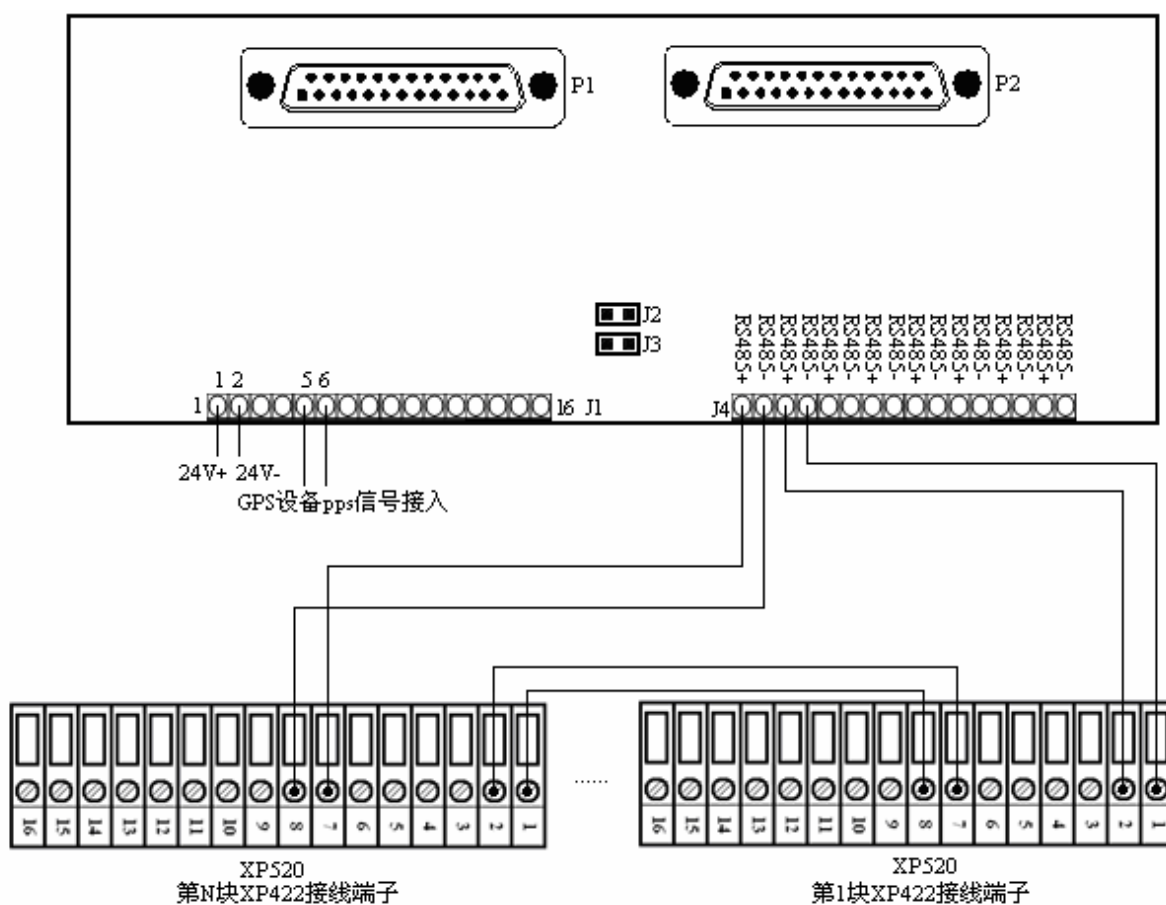 P1
P2
J2
J3
RS485+
RS485-
RS485+
RS485-
RS485+
RS485-
RS485+
RS485-
RS485+
RS485-
RS485+
RS485-
RS485+
RS485-
RS485+
RS485-
1 2 5 6
1 16 J1
J4
24V+ 24V-
GPS设备pps信号接入
......
16 15 14 13 12 11 10 9 8 7 6 5 4 3 2 1
16 15 14 13 12 11 10 9 8 7 6 5 4 3 2 1
XP520
第N块XP422接线端子
XP520
第1块XP422接线端子